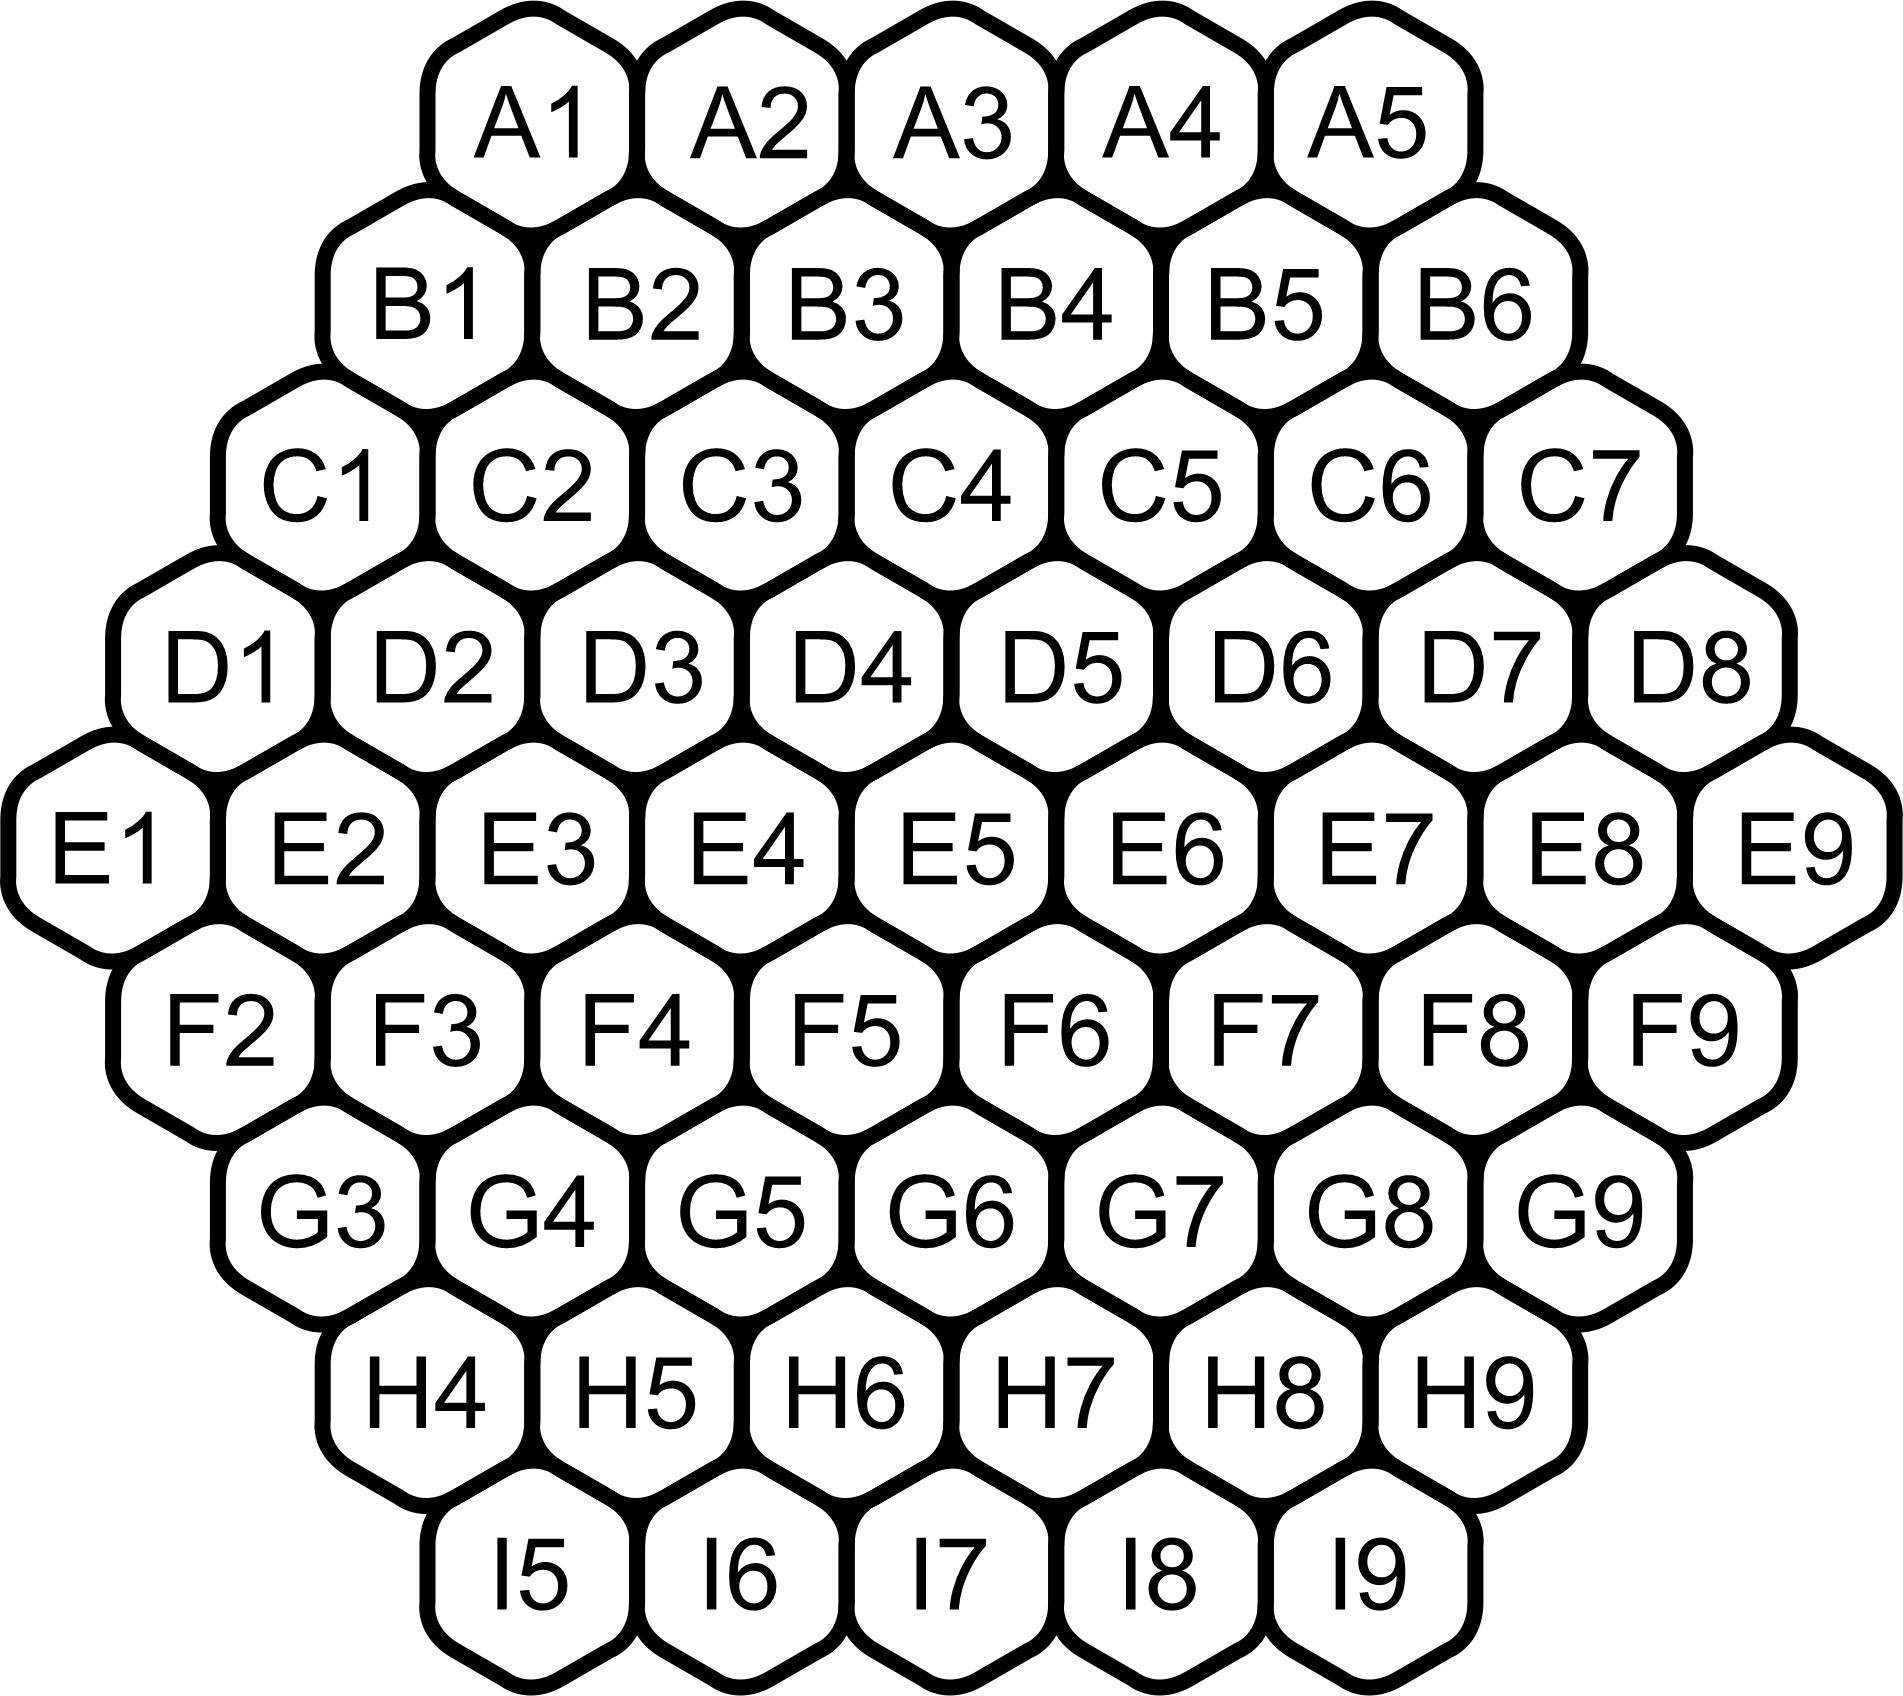 A1 A2 A3 A4 A5
B1 B2 B3 B4 B5 B6
C1 C2 C3 C4 C5 C6 C7
D1 D2 D3 D4 D5 D6 D7 D8
E1 E2 E3 E4 E5 E6 E7 E8 E9
F2 F3 F4 F5 F6 F7 F8 F9
G3 G4 G5 G6 G7 G8 G9
H4 H5 H6 H7 H8 H9
I5 I6 I7 I8 I9